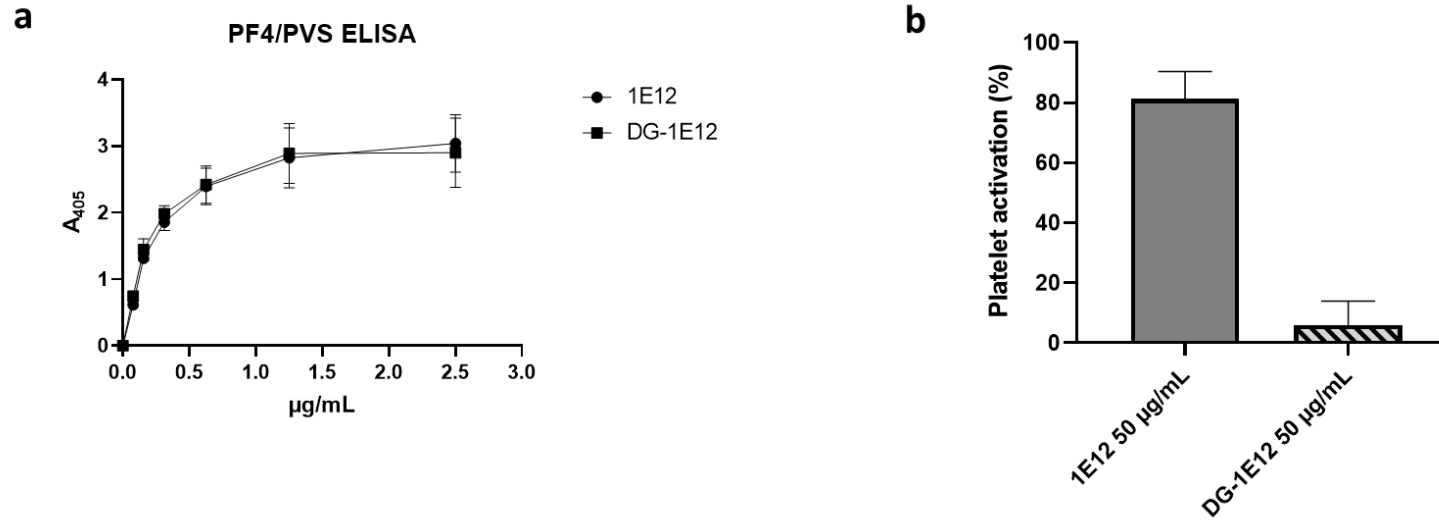 a
PF4/PVS ELISA
4
3
2
1
0
A405
0.0 0.5 1.0 1.5 2.0 2.5 3.0
µg/mL
1E12
DG-1E12
b
100
80
60
40
20
0
Platelet activation (%)
1E12 50 µg/mL
DG-1E12 50 µg/mL